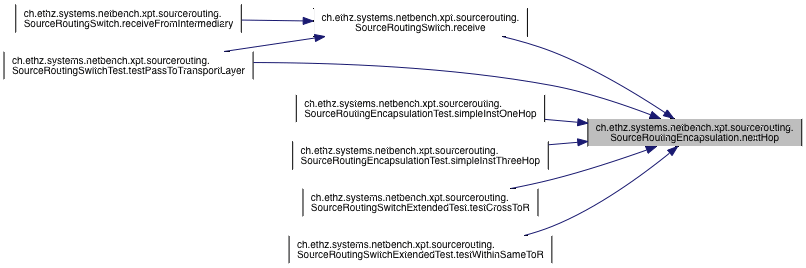 ch.ethz.systems.netbench.xpt.sourcerouting.
SourceRoutingSwitch.receiveFromIntermediary
ch.ethz.systems.netbench.xpt.sourcerouting.
SourceRoutingSwitch.receive
ch.ethz.systems.netbench.xpt.sourcerouting.
SourceRoutingSwitchTest.testPassToTransportLayer
ch.ethz.systems.netbench.xpt.sourcerouting.
SourceRoutingEncapsulationTest.simpleInstOneHop
ch.ethz.systems.netbench.xpt.sourcerouting.
SourceRoutingEncapsulation.nextHop
ch.ethz.systems.netbench.xpt.sourcerouting.
SourceRoutingEncapsulationTest.simpleInstThreeHop
ch.ethz.systems.netbench.xpt.sourcerouting.
SourceRoutingSwitchExtendedTest.testCrossToR
ch.ethz.systems.netbench.xpt.sourcerouting.
SourceRoutingSwitchExtendedTest.testWithinSameToR